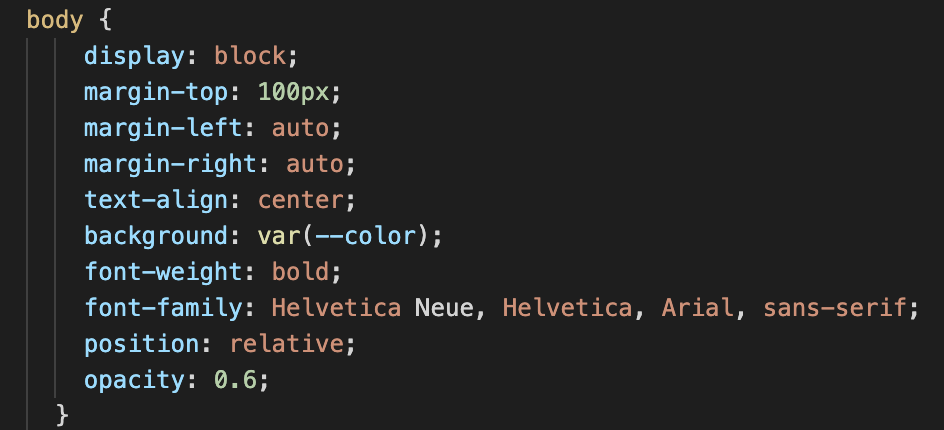 body {
display: block;
margin-top: 100px;
margin-left: auto;
margin-right: auto;
text-align: center;
background: var(--color);
font-weight: bold;
font-family: Helvetica Neue, Helvetica, Arial, sans-serif;
position: relative;
opacity: 0.6;
}